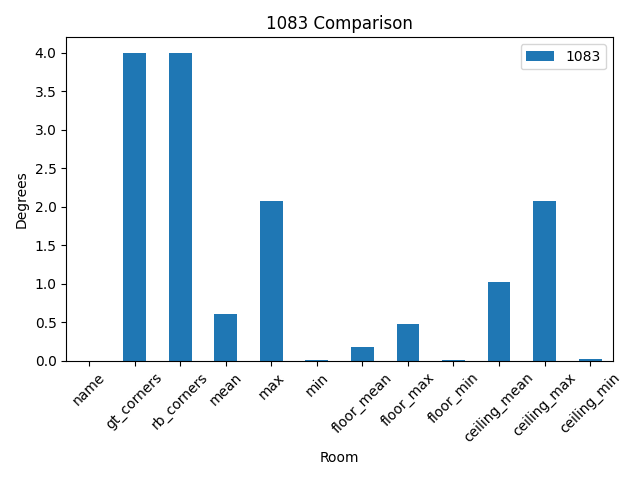 1083 Comparison
1083
Degrees
4.0
3.5
3.0
2.5
2.0
1.5
1.0
0.5
0.0
name
gt_corners
rb_corners
mean
max
min
floor_mean
floor_max
floor_min
ceiling_mean
ceiling_max
ceiling_min
Room